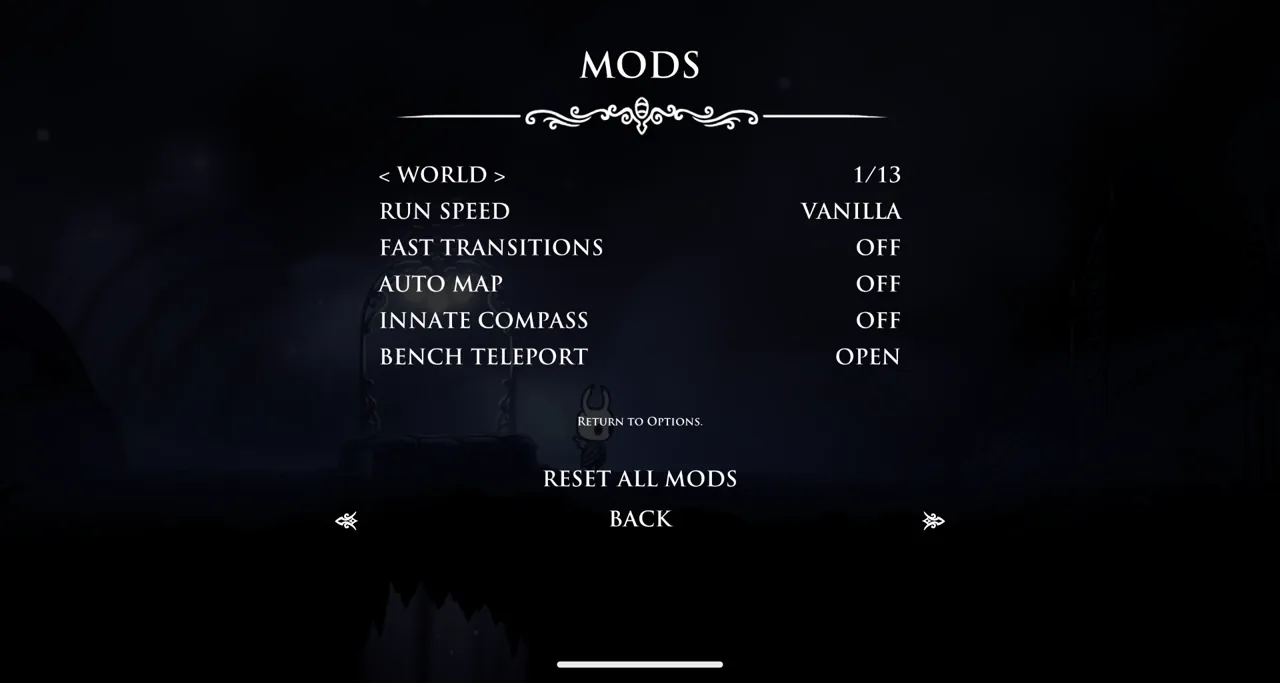 MODS
< WORLD > 1/13
RUN SPEED VANILLA
FAST TRANSITIONS OFF
AUTO MAP OFF
INNATE COMPASS OFF
BENCH TELEPORT OPEN
Return to Options.
RESET ALL MODS
BACK